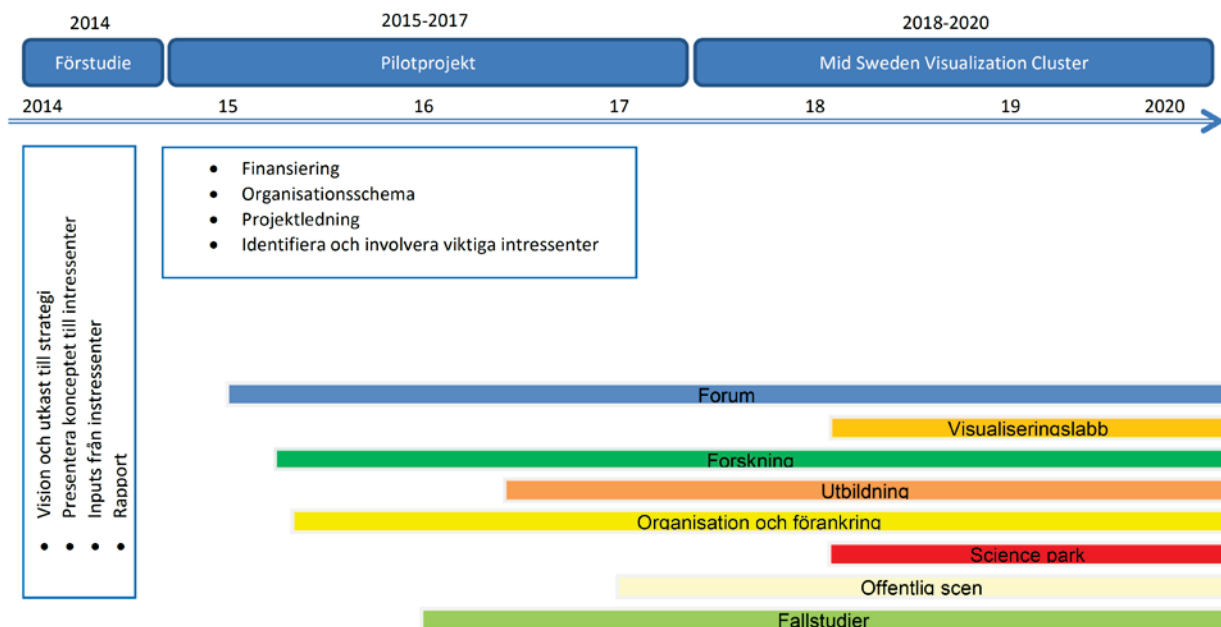 2014
2015-2017
2018-2020
Förstudie
Pilotprojekt
Mid Sweden Visualization Cluster
2014
15
16
17
18
19
2020
• Vision och utkast till strategi
• Presentera konceptet till intressenter
• Inputs från instressenter
• Rapport
• Finansiering
• Organisationsschema
• Projektledning
• Identifiera och involvera viktiga intressenter
Forum
Visualiseringslabb
Forskning
Utbildning
Organisation och förankring
Science park
Offentlig scen
Fallstudier